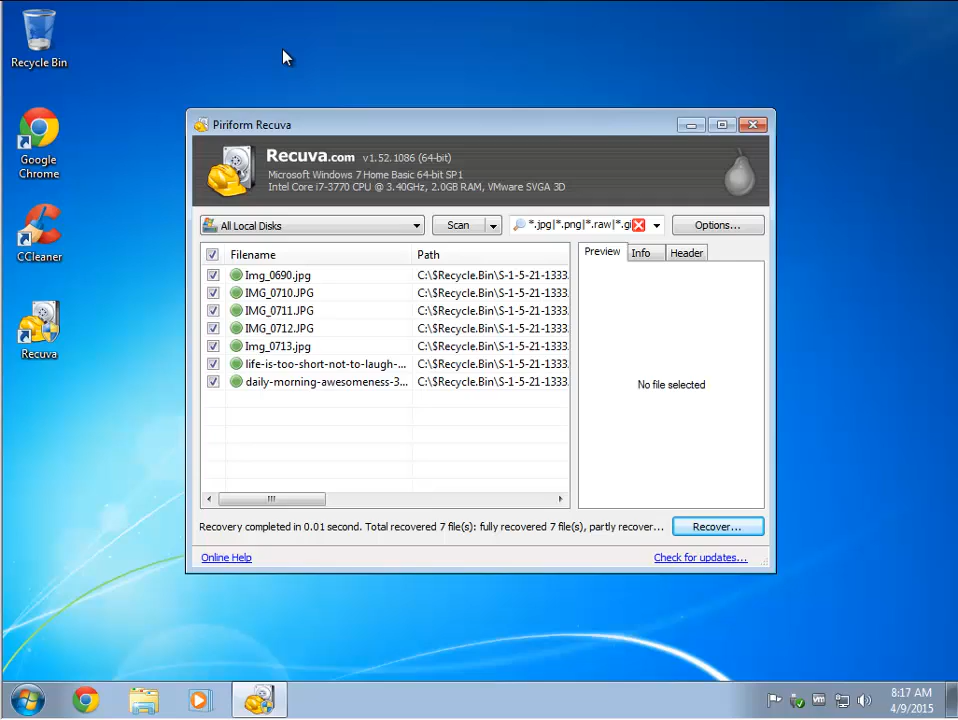 Recycle Bin
Google
Chrome
CCleaner
Recuva
Piriform Recuva
Recuva.com v1.52.1086 (64-bit)
Microsoft Windows 7 Home Basic 64-bit SP1
Intel Core i7-3770 CPU @ 3.40GHz, 2.0GB RAM, VMware SVGA 3D
All Local Disks
Scan
*.jpg|*.png|*.raw|*.gi
Options...
Filename
Path
Preview
Info
Header
Img_0690.jpg C:\$Recycle.Bin\S-1-5-21-1333.
IMG_0710.JPG C:\$Recycle.Bin\S-1-5-21-1333.
IMG_0711.JPG C:\$Recycle.Bin\S-1-5-21-1333.
IMG_0712.JPG C:\$Recycle.Bin\S-1-5-21-1333.
Img_0713.jpg C:\$Recycle.Bin\S-1-5-21-1333.
life-is-too-short-not-to-laugh-... C:\$Recycle.Bin\S-1-5-21-1333.
daily-morning-awesomeness-3... C:\$Recycle.Bin\S-1-5-21-1333.
No file selected
Recovery completed in 0.01 second. Total recovered 7 file(s): fully recovered 7 file(s), partly recover...
Recover...
Online Help
Check for updates...
8:17 AM
4/9/2015